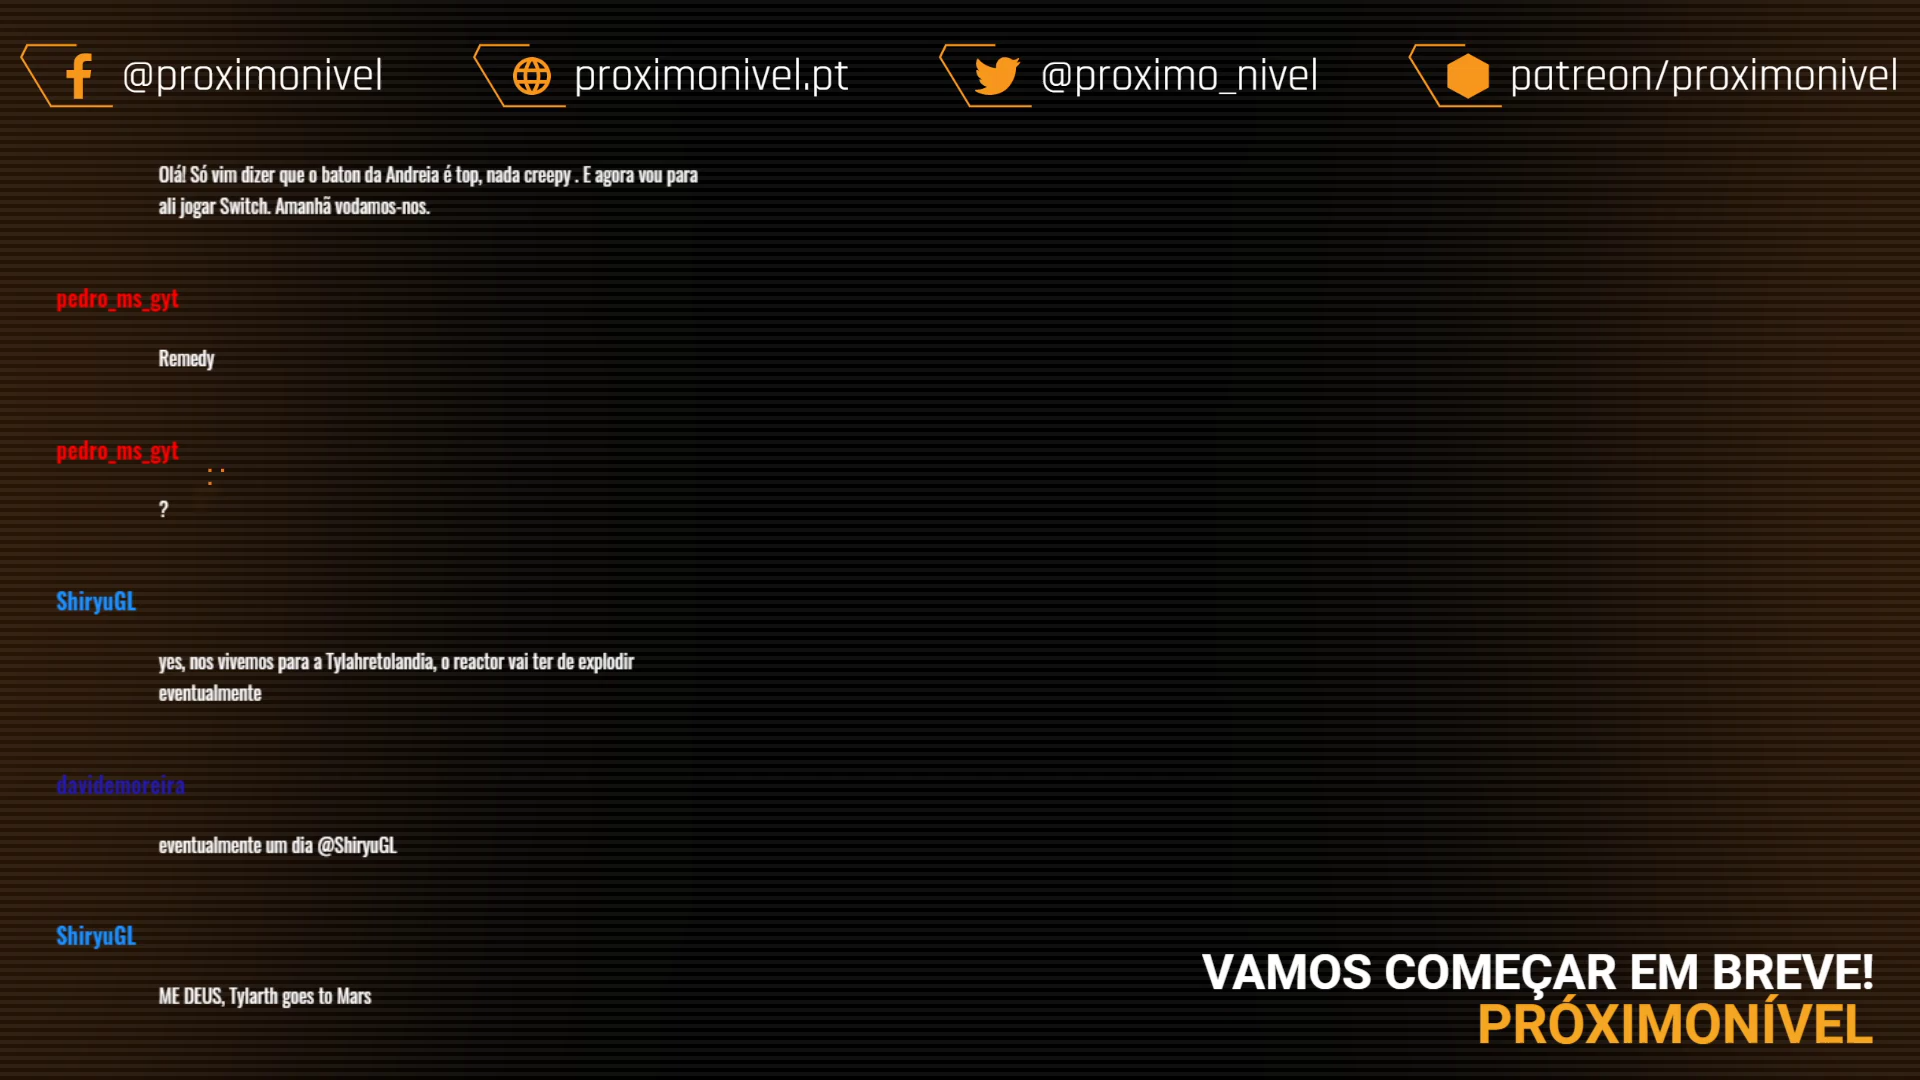 @proximonivel
proximonivel.pt
@proximo_nivel
patreon/proximonivel
Olá! Só vim dizer que o baton da Andreia é top, nada creepy . E agora vou para
ali jogar Switch. Amanhã vodamos-nos.
pedro_ms_gyt
Remedy
pedro_ms_gyt
?
ShiryuGL
yes, nos vivemos para a Tylahretolandia, o reactor vai ter de explodir
eventualmente
davidemoreira
eventualmente um dia @ShiryuGL
ShiryuGL
ME DEUS, Tylarth goes to Mars
VAMOS COMEÇAR EM BREVE!
PRÓXIMONÍVEL